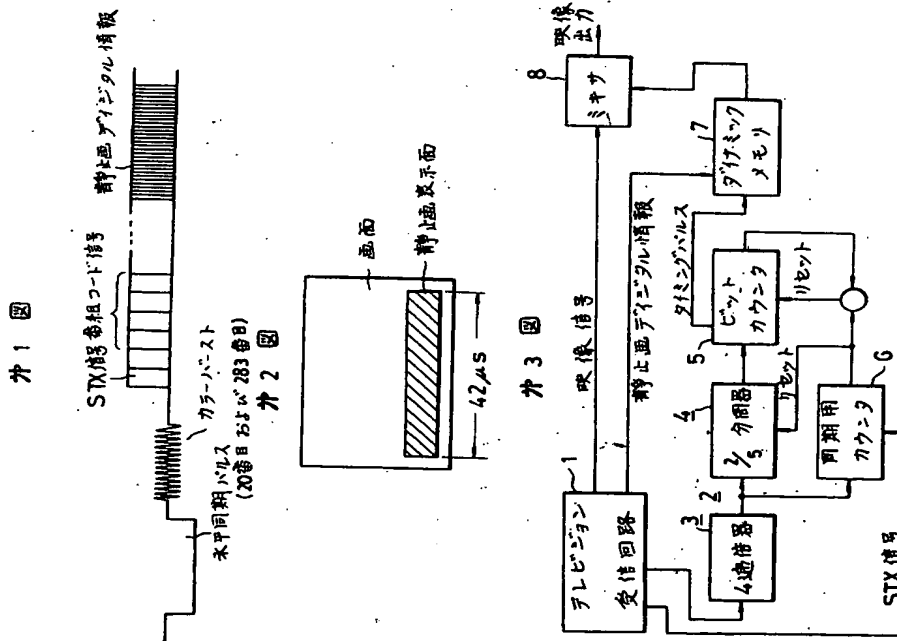 才1図
静止画ディジタル情報
STX信号番組コード信号
カラーバースト
水平同期パルス
(20番目および283番目)
才2図
画面
静止画表示面
42μs
才3図
テレビジョン
受信回路
1
映像信号
静止画ディジタル情報
ミキサ
8
映像
出力
4逓倍器
3
2
2/5分周器
4
リセット
ビット
カウンタ
5
タイミングパルス
リセット
ダイナミック
メモリ
7
同期用
カウンタ
6
STX信号